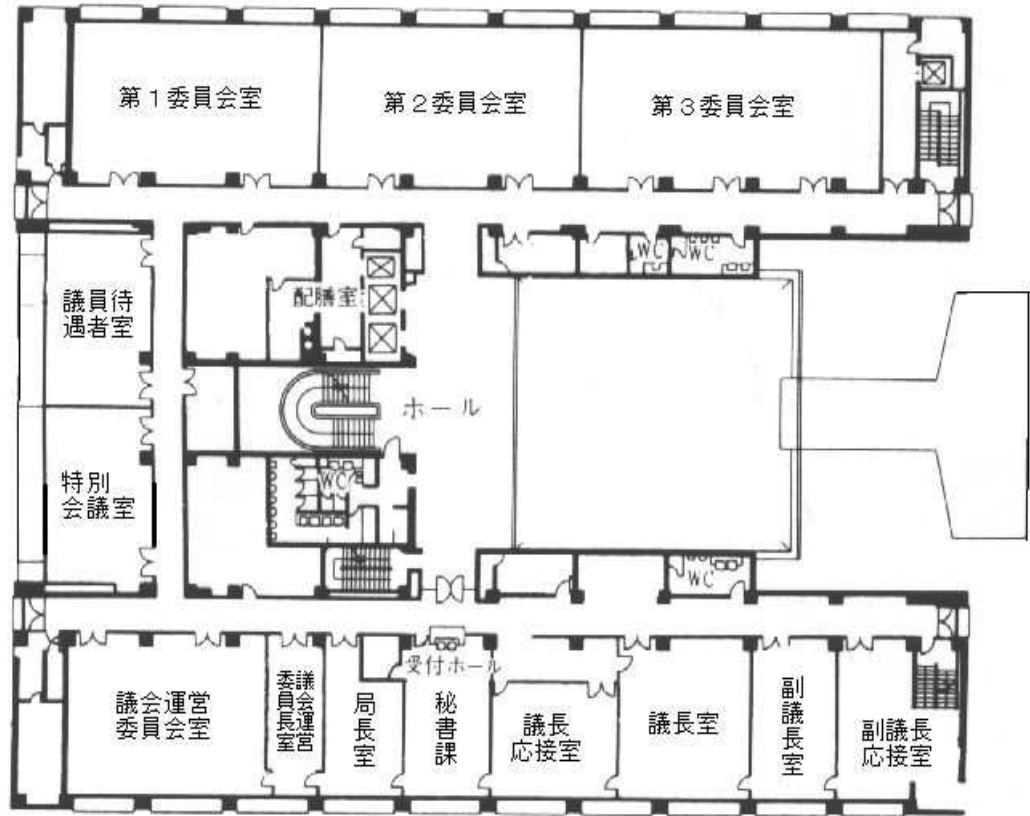 第1委員会室
第2委員会室
第3委員会室
WC
WC
議員待
遇者室
配膳室
ホール
特別
会議室
WC
WC
受付ホール
議会運営
委員会室
議会運営
委員長室
局長室
秘書課
議長
応接室
議長室
副議長室
副議長
応接室